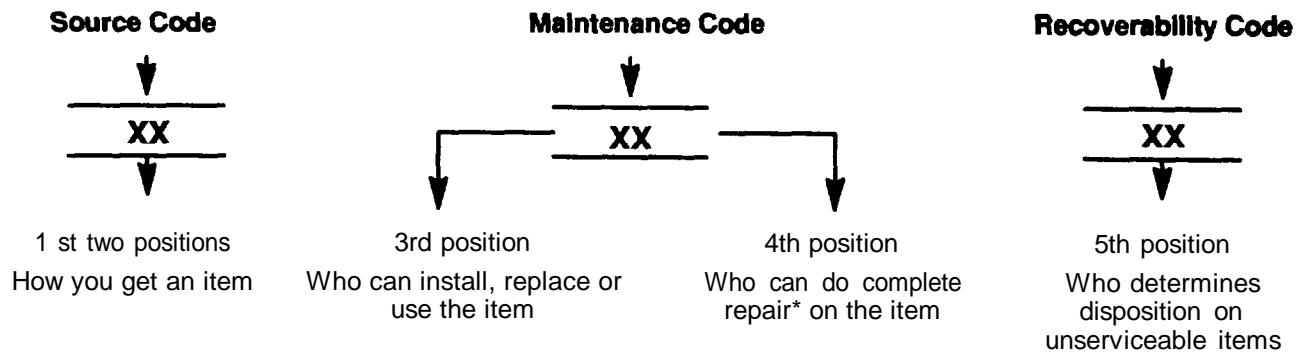 Source Code
Maintenance Code
Recoverability Code
XX
XX
XX
1 st two positions
3rd position
4th position
5th position
How you get an item
Who can install, replace or
use the item
Who can do complete
repair* on the item
Who determines
disposition on
unserviceable items